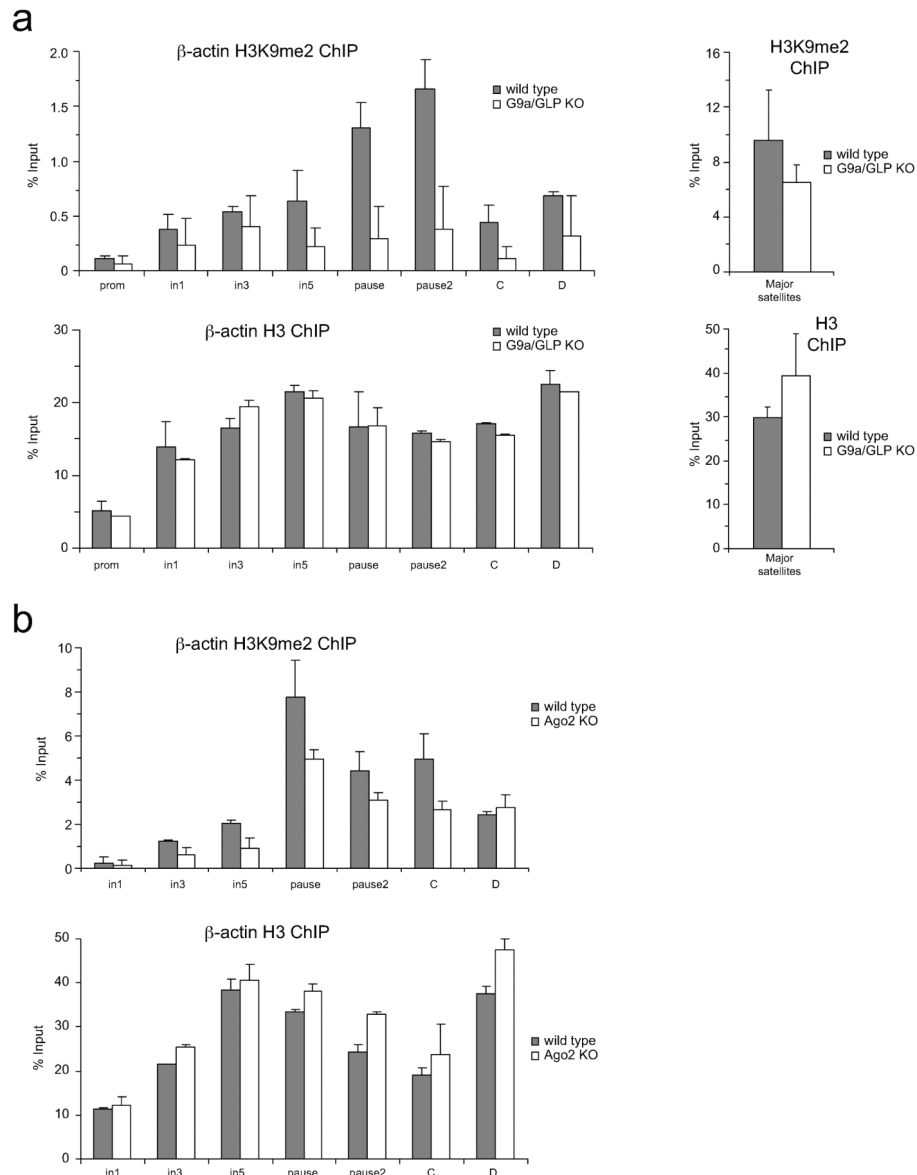 a
β-actin H3K9me2 ChIP
wild type
G9a/GLP KO
% Input
2.0
1.5
1.0
0.5
0
prom in1 in3 in5 pause pause2 C D
H3K9me2
ChIP
wild type
G9a/GLP KO
% Input
16
12
8
4
0
Major
satellites
β-actin H3 ChIP
wild type
G9a/GLP KO
% Input
30
20
10
0
prom in1 in3 in5 pause pause2 C D
H3
ChIP
wild type
G9a/GLP KO
% Input
50
40
30
20
10
0
Major
satellites
b
β-actin H3K9me2 ChIP
wild type
Ago2 KO
% Input
10
8
6
4
2
0
in1 in3 in5 pause pause2 C D
β-actin H3 ChIP
wild type
Ago2 KO
% Input
50
40
30
20
10
0
in1 in3 in5 pause pause2 C D